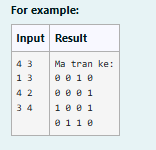 For example:
Input Result
4 3 Ma tran ke:
1 3 0 0 1 0
4 2 0 0 0 1
3 4 1 0 0 1
0 1 1 0